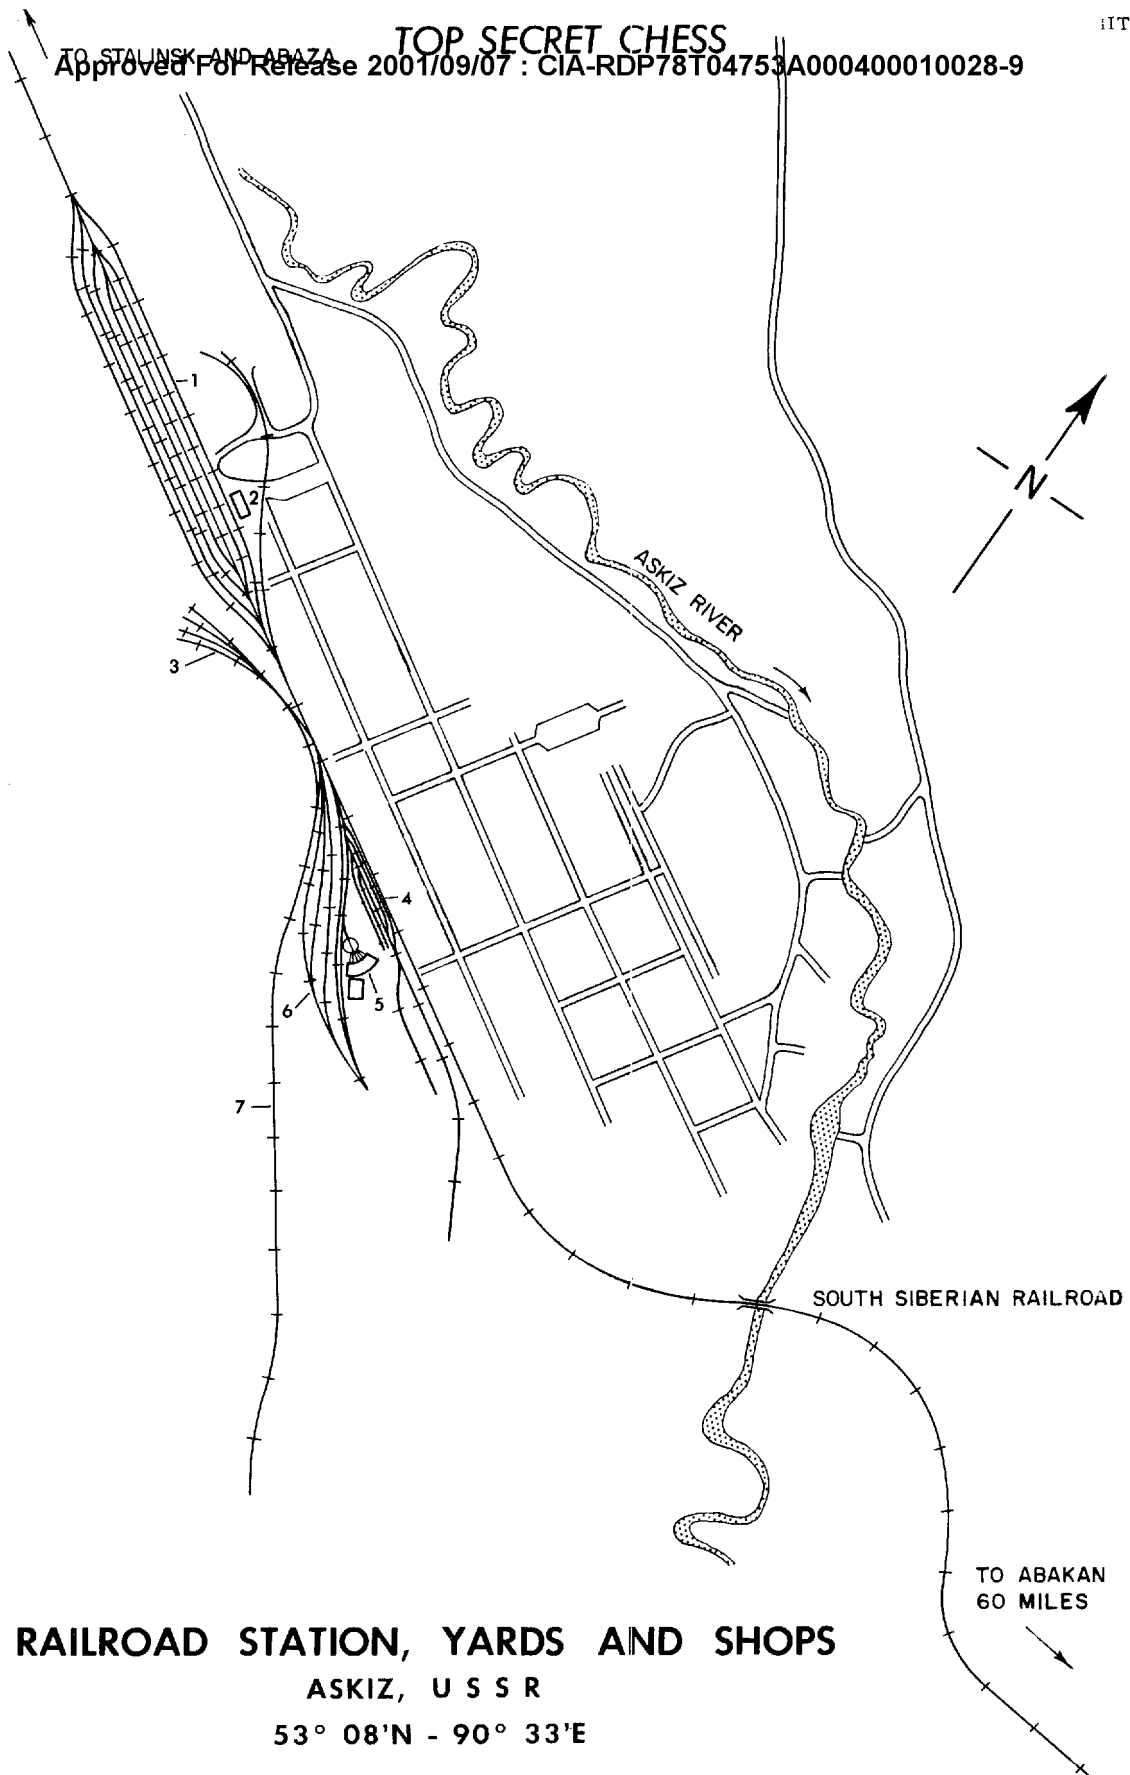 TOP SECRET CHESS
TO STALINSK AND ABAZA
Approved For Release 2001/09/07 : CIA-RDP78T04753A000400010028-9
1
2
N
ASKIZ RIVER
3
4
5
6
7
SOUTH SIBERIAN RAILROAD
TO ABAKAN
60 MILES
RAILROAD STATION, YARDS AND SHOPS
ASKIZ, U S S R
53° 08'N - 90° 33'E